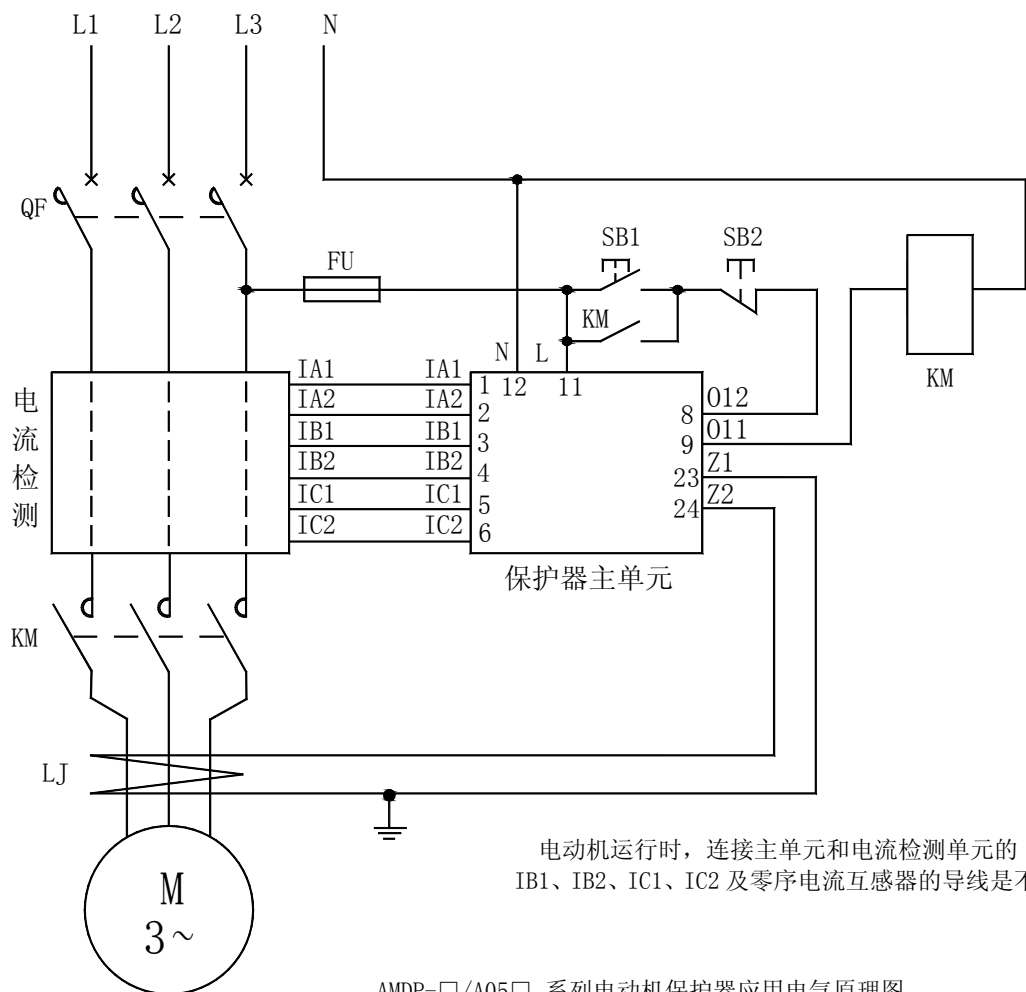 L1 L2 L3 N
QF
SB1 SB2
FU
KM
N L
KM
电流检测
IA1 IA1 1 12 11
IA2 IA2 2 8 O12
IB1 IB1 3 9 O11
IB2 IB2 4 23 Z1
IC1 IC1 5 24 Z2
IC2 IC2 6
保护器主单元
KM
LJ
电动机运行时，连接主单元和电流检测单元的
IB1、IB2、IC1、IC2 及零序电流互感器的导线是不
M
3~
系列电动机保护器应用电气原理图